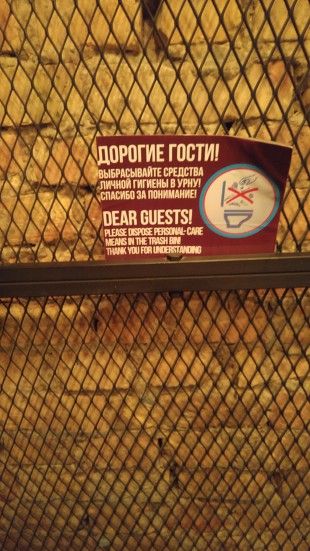 ДОРОГИЕ ГОСТИ!
ВЫБРАСЫВАЙТЕ СРЕДСТВА
ЛИЧНОЙ ГИГИЕНЫ В УРНУ!
СПАСИБО ЗА ПОНИМАНИЕ!
DEAR GUESTS!
PLEASE DISPOSE PERSONAL- CARE
MEANS IN THE TRASH BIN!
THANK YOU FOR UNDERSTANDING